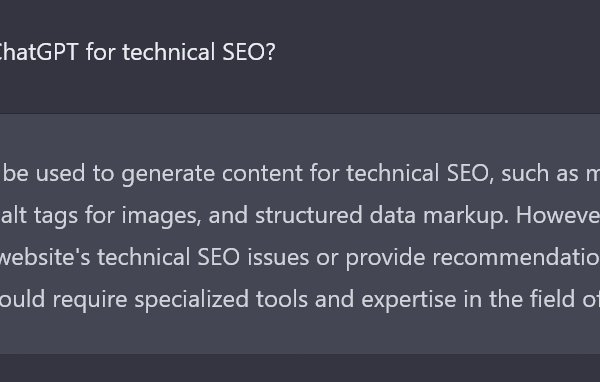 ChatGPT for technical SEO?
be used to generate content for technical SEO, such as m
alt tags for images, and structured data markup. Howeve
website's technical SEO issues or provide recommendatio
ould require specialized tools and expertise in the field of